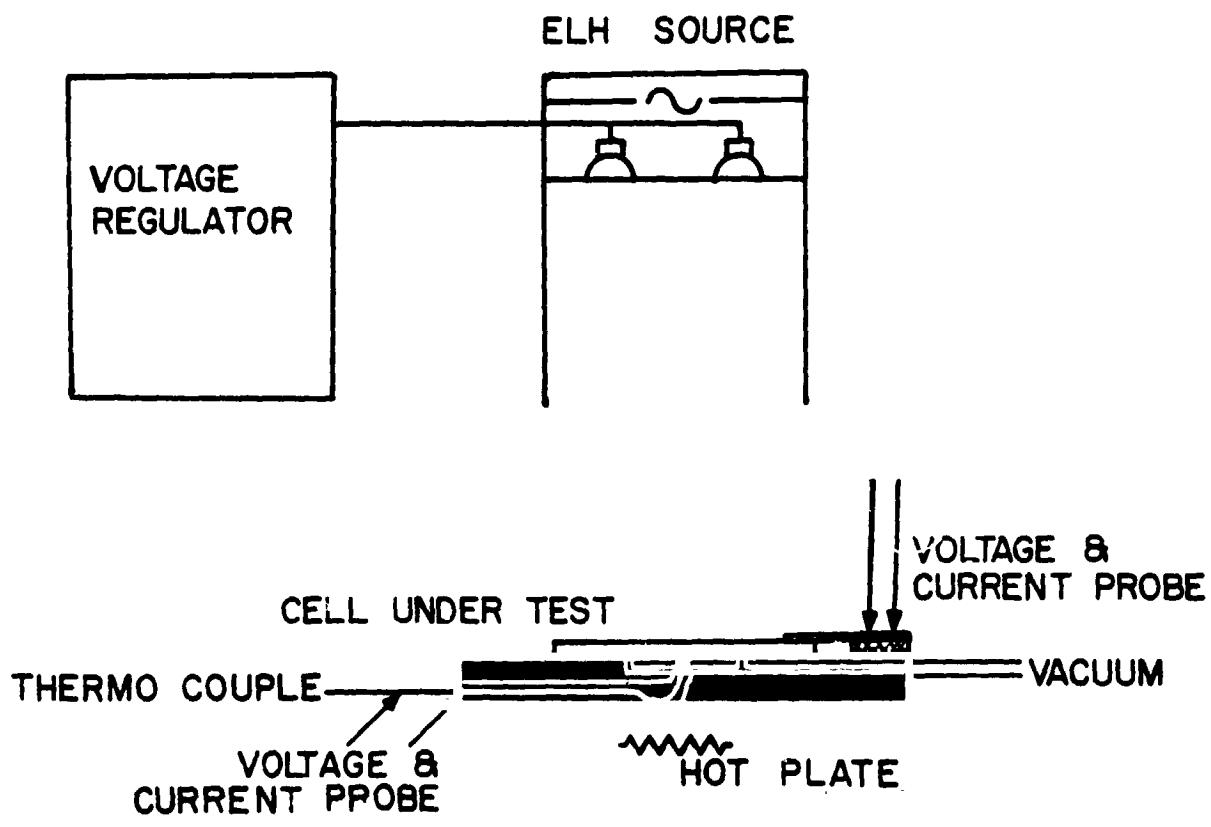 ELH SOURCE
VOLTAGE
REGULATOR
VOLTAGE &
CURRENT PROBE
CELL UNDER TEST
THERMO COUPLE
VACUUM
VOLTAGE &
CURRENT PROBE
HOT PLATE